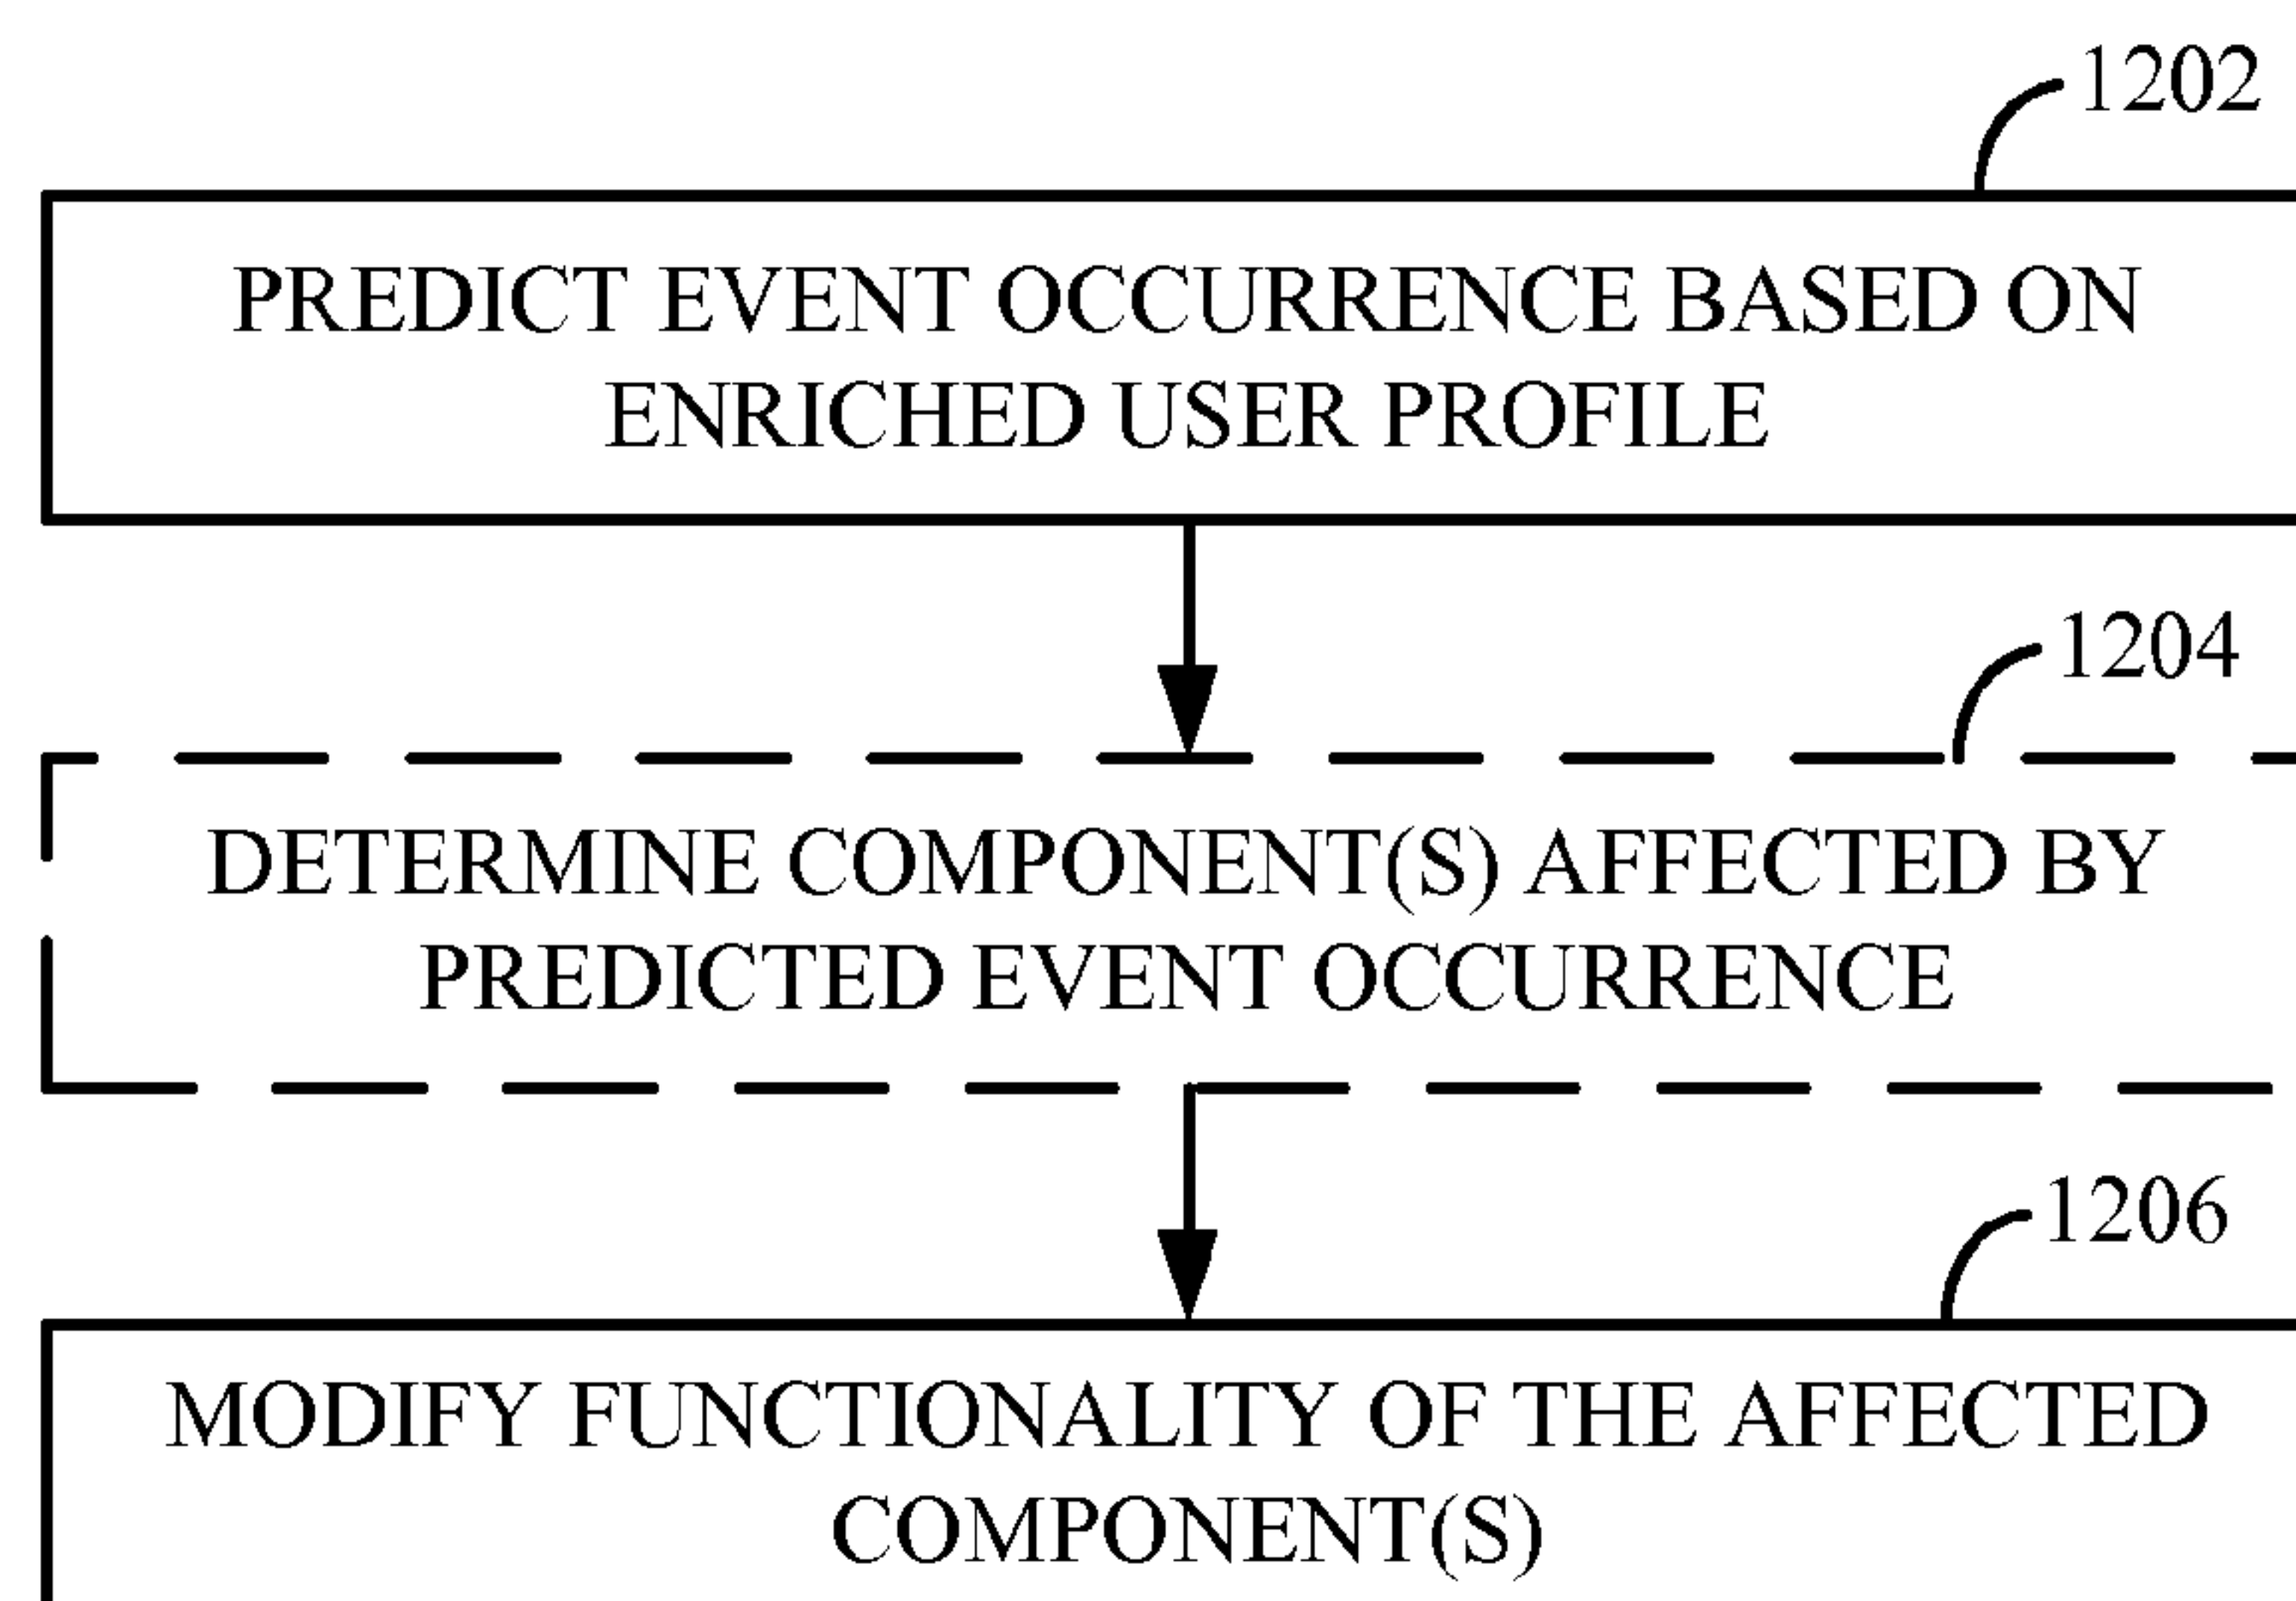 1202
PREDICT EVENT OCCURRENCE BASED ON
ENRICHED USER PROFILE
1204
DETERMINE COMPONENT(S) AFFECTED BY
PREDICTED EVENT OCCURRENCE
1206
MODIFY FUNCTIONALITY OF THE AFFECTED
COMPONENT(S)